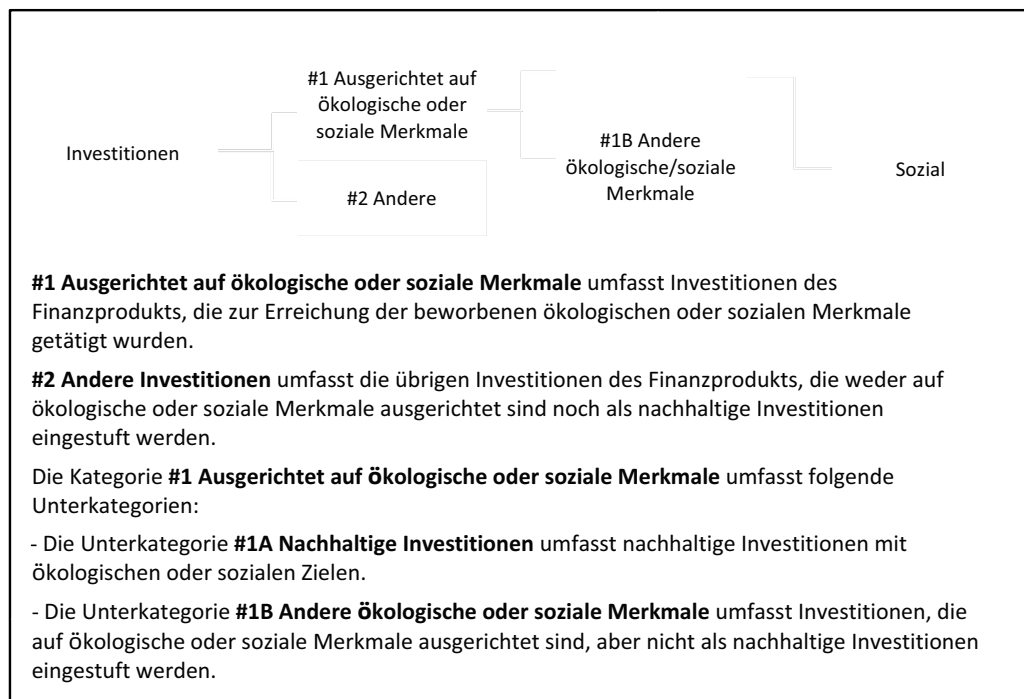 #1 Ausgerichtet auf
ökologische oder
soziale Merkmale
Investitionen
#2 Andere
#1B Andere
ökologische/soziale
Merkmale
Sozial
#1 Ausgerichtet auf ökologische oder soziale Merkmale umfasst Investitionen des
Finanzprodukts, die zur Erreichung der beworbenen ökologischen oder sozialen Merkmale
getätigt wurden.
#2 Andere Investitionen umfasst die übrigen Investitionen des Finanzprodukts, die weder auf
ökologische oder soziale Merkmale ausgerichtet sind noch als nachhaltige Investitionen
eingestuft werden.
Die Kategorie #1 Ausgerichtet auf ökologische oder soziale Merkmale umfasst folgende
Unterkategorien:
- Die Unterkategorie #1A Nachhaltige Investitionen umfasst nachhaltige Investitionen mit
ökologischen oder sozialen Zielen.
- Die Unterkategorie #1B Andere ökologische oder soziale Merkmale umfasst Investitionen, die
auf ökologische oder soziale Merkmale ausgerichtet sind, aber nicht als nachhaltige Investitionen
eingestuft werden.